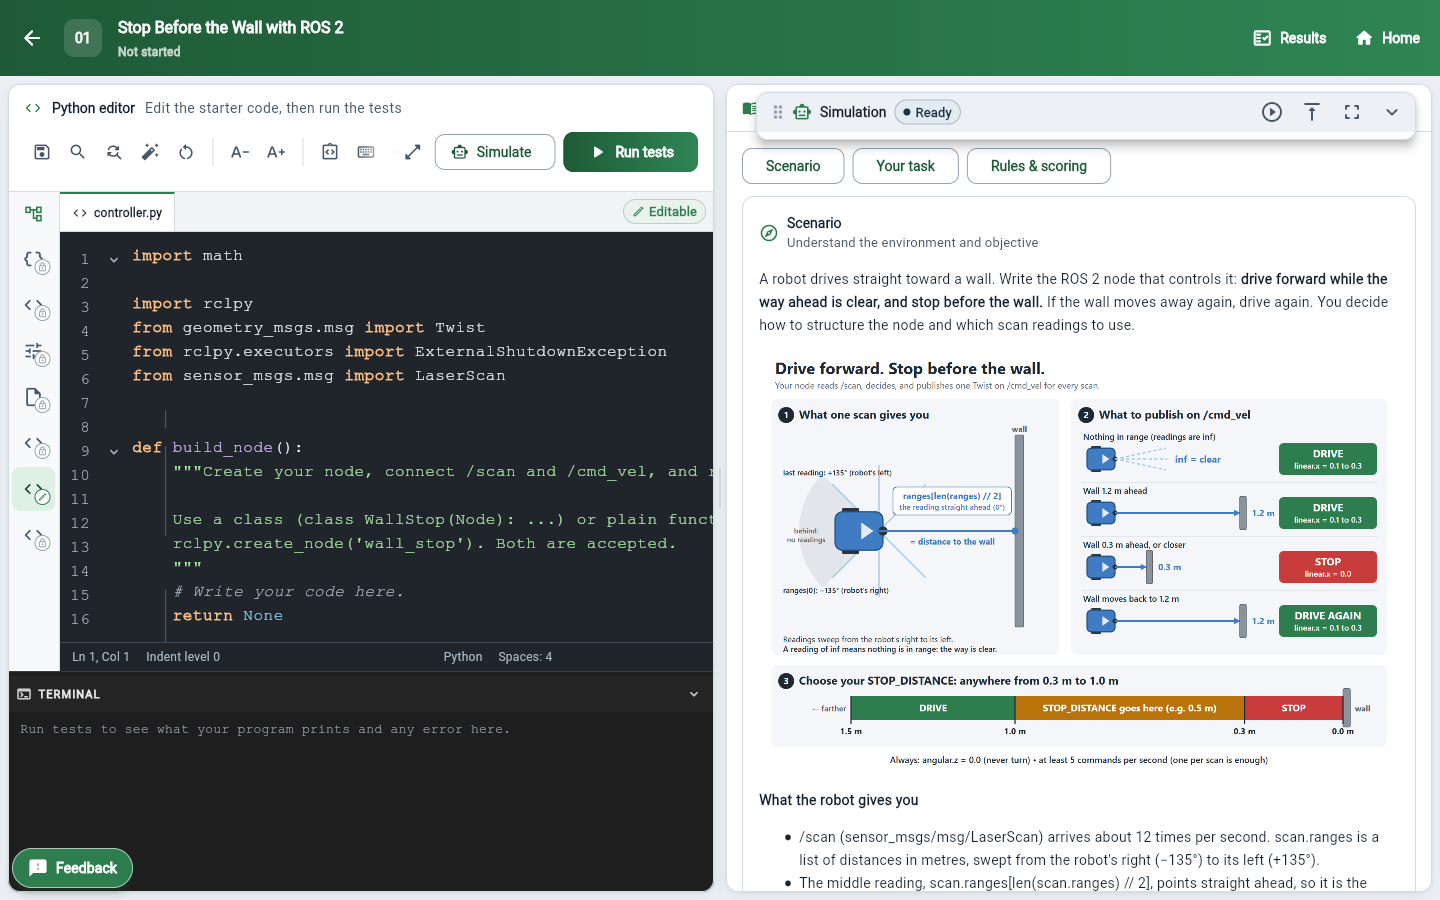 01
Stop Before the Wall with ROS 2
Not started
Results
Home
Python editor
Edit the starter code, then run the tests
A-
A+
Simulate
Run tests
controller.py
Editable
1 import math
2
3 import rclpy
4 from geometry_msgs.msg import Twist
5 from rclpy.executors import ExternalShutdownException
6 from sensor_msgs.msg import LaserScan
7
8
9 def build_node():
10 """Create your node, connect /scan and /cmd_vel, and r
11
12 Use a class (class WallStop(Node): ...) or plain funct
13 rclpy.create_node('wall_stop'). Both are accepted.
14 """
15 # Write your code here.
16 return None
Ln 1, Col 1
Indent level 0
Python
Spaces: 4
TERMINAL
Run tests to see what your program prints and any error here.
Feedback
Simulation
Ready
Scenario
Your task
Rules & scoring
Scenario
Understand the environment and objective
A robot drives straight toward a wall. Write the ROS 2 node that controls it: drive forward while the
way ahead is clear, and stop before the wall. If the wall moves away again, drive again. You decide
how to structure the node and which scan readings to use.
Drive forward. Stop before the wall.
Your node reads /scan, decides, and publishes one Twist on /cmd_vel for every scan.
1 What one scan gives you
wall
last reading: +135° (robot's left)
ranges[len(ranges) // 2]
the reading straight ahead (0°)
behind:
no readings
= distance to the wall
ranges[0]: −135° (robot's right)
Readings sweep from the robot's right to its left.
A reading of inf means nothing is in range: the way is clear.
2 What to publish on /cmd_vel
Nothing in range (readings are inf)
inf = clear
DRIVE
linear.x = 0.1 to 0.3
Wall 1.2 m ahead
1.2 m
DRIVE
linear.x = 0.1 to 0.3
Wall 0.3 m ahead, or closer
0.3 m
STOP
linear.x = 0.0
Wall moves back to 1.2 m
1.2 m
DRIVE AGAIN
linear.x = 0.1 to 0.3
3 Choose your STOP_DISTANCE: anywhere from 0.3 m to 1.0 m
← farther
DRIVE
STOP_DISTANCE goes here (e.g. 0.5 m)
STOP
wall
1.5 m
1.0 m
0.3 m
0.0 m
Always: angular.z = 0.0 (never turn) • at least 5 commands per second (one per scan is enough)
What the robot gives you
• /scan (sensor_msgs/msg/LaserScan) arrives about 12 times per second. scan.ranges is a
list of distances in metres, swept from the robot's right (−135°) to its left (+135°).
• The middle reading, scan.ranges[len(scan.ranges) // 2], points straight ahead, so it is the